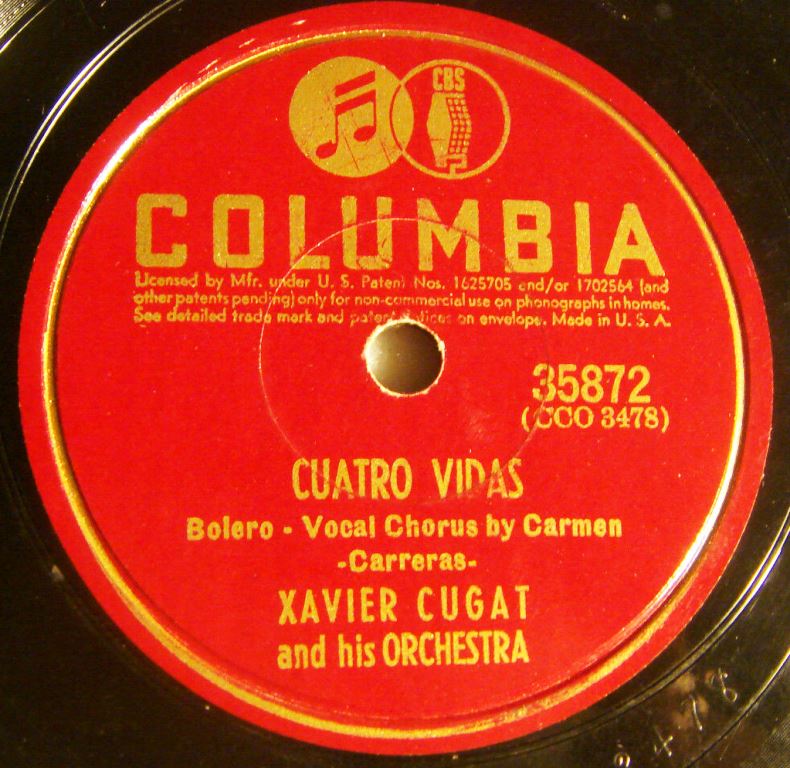 CBS
COLUMBIA
Licensed by Mfr. under U. S. Patent Nos. 1625705 and/or 1702564 (and
other patents pending) only for non-commercial use on phonographs in homes.
See detailed trade mark and patent notices on envelope. Made in U. S. A.
35872
(CCO 3478)
CUATRO VIDAS
Bolero - Vocal Chorus by Carmen
-Carreras-
XAVIER CUGAT
and his ORCHESTRA
478